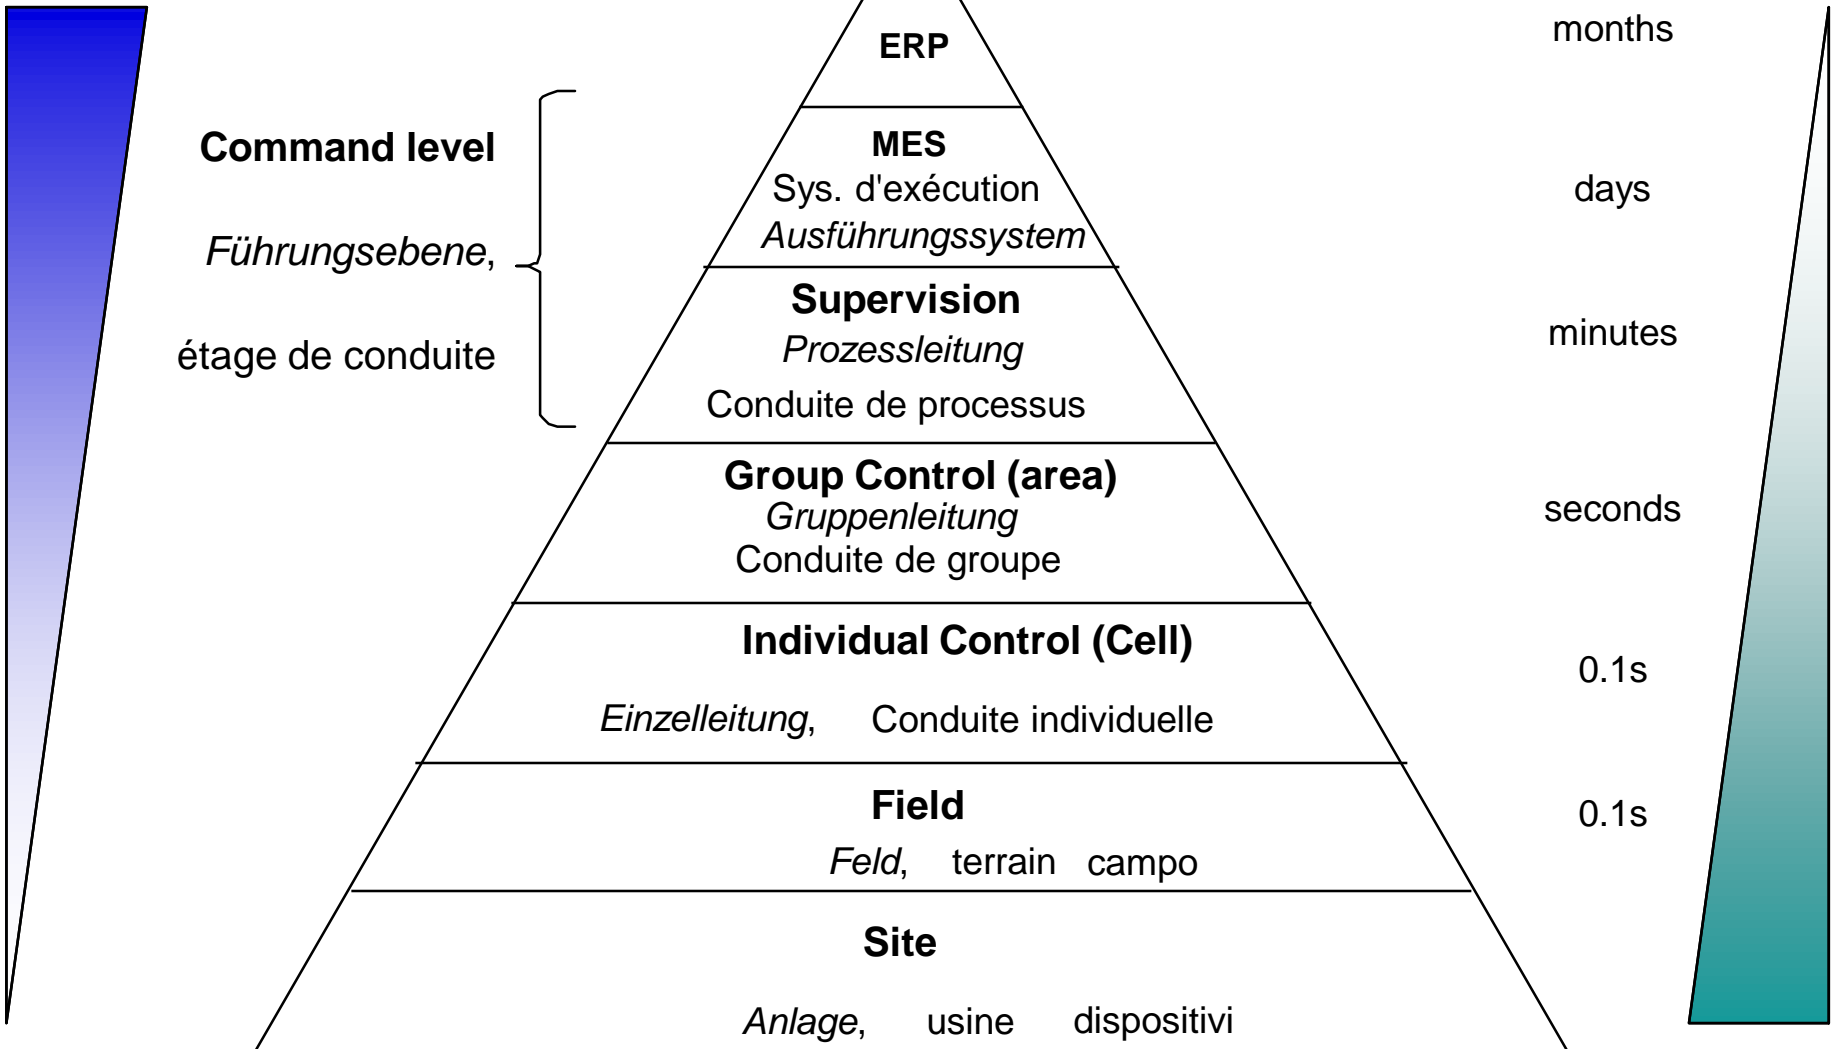 ERP
months
Command level
MES
Sys. d'exécution
days
Ausführungssystem
Führungsebene,
Supervision
minutes
Prozessleitung
étage de conduite
Conduite de processus
Group Control (area)
seconds
Gruppenleitung
Conduite de groupe
Individual Control (Cell)
0.1s
Einzelleitung, Conduite individuelle
Field
0.1s
Feld, terrain campo
Site
Anlage, usine dispositivi